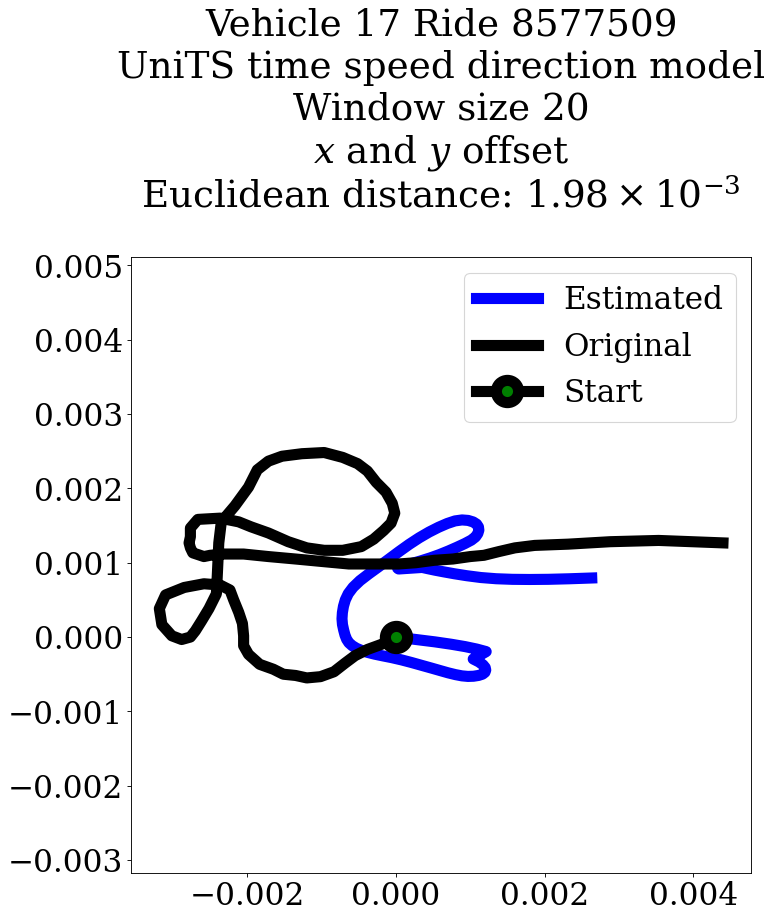 Vehicle 17 Ride 8577509
UniTS time speed direction model
Window size 20
x and y offset
Euclidean distance: 1.98 × 10⁻³
0.005
0.004
0.003
0.002
0.001
0.000
−0.001
−0.002
−0.003
Estimated
Original
Start
−0.002 0.000 0.002 0.004